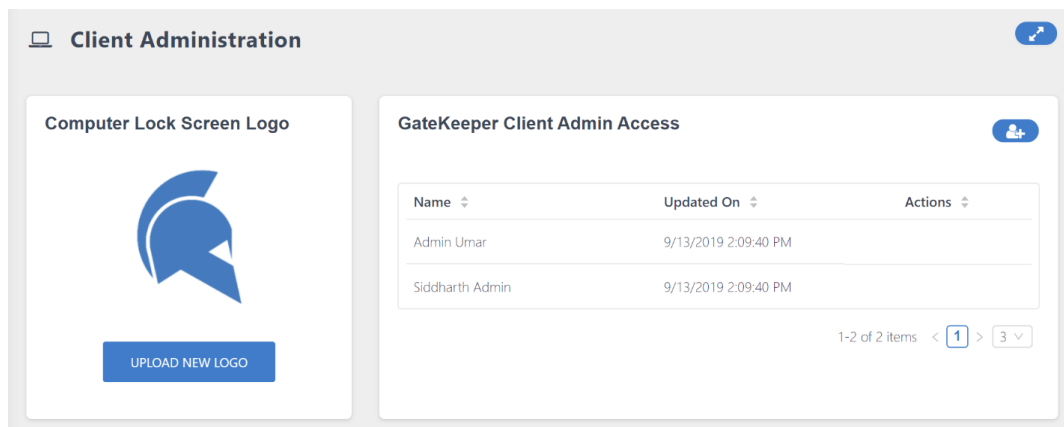 Client Administration
Computer Lock Screen Logo
UPLOAD NEW LOGO
GateKeeper Client Admin Access
Name Updated On Actions
Admin Umar 9/13/2019 2:09:40 PM
Siddharth Admin 9/13/2019 2:09:40 PM
1-2 of 2 items < 1 > 3